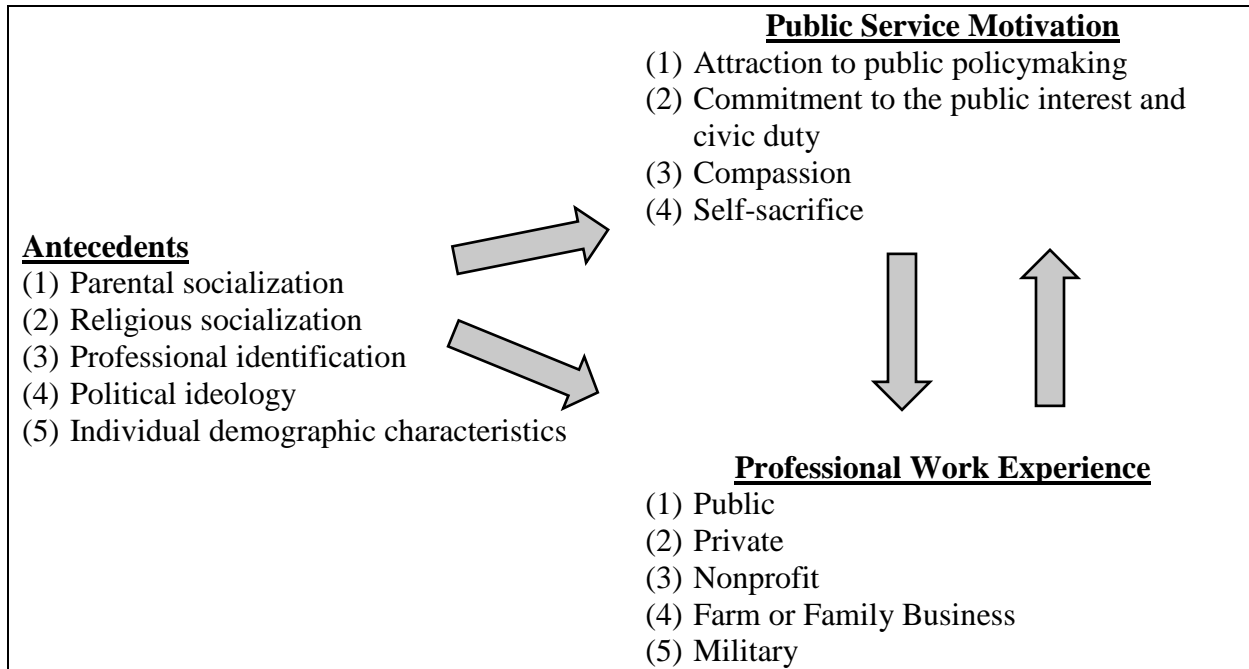 Public Service Motivation
(1) Attraction to public policymaking
(2) Commitment to the public interest and
civic duty
(3) Compassion
(4) Self-sacrifice
Antecedents
(1) Parental socialization
(2) Religious socialization
(3) Professional identification
(4) Political ideology
(5) Individual demographic characteristics
Professional Work Experience
(1) Public
(2) Private
(3) Nonprofit
(4) Farm or Family Business
(5) Military